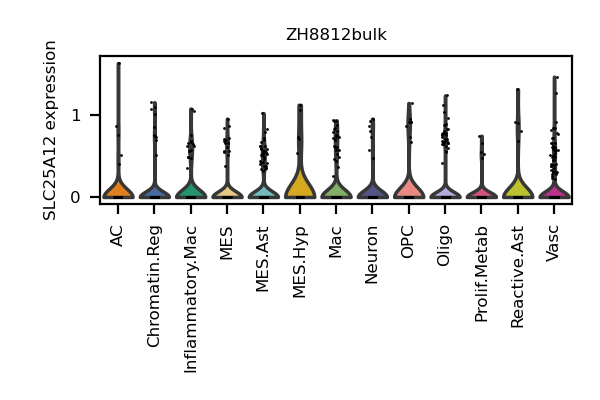 ZH8812bulk
SLC25A12 expression
1
0
AC
Chromatin.Reg
Inflammatory.Mac
MES
MES.Ast
MES.Hyp
Mac
Neuron
OPC
Oligo
Prolif.Metab
Reactive.Ast
Vasc